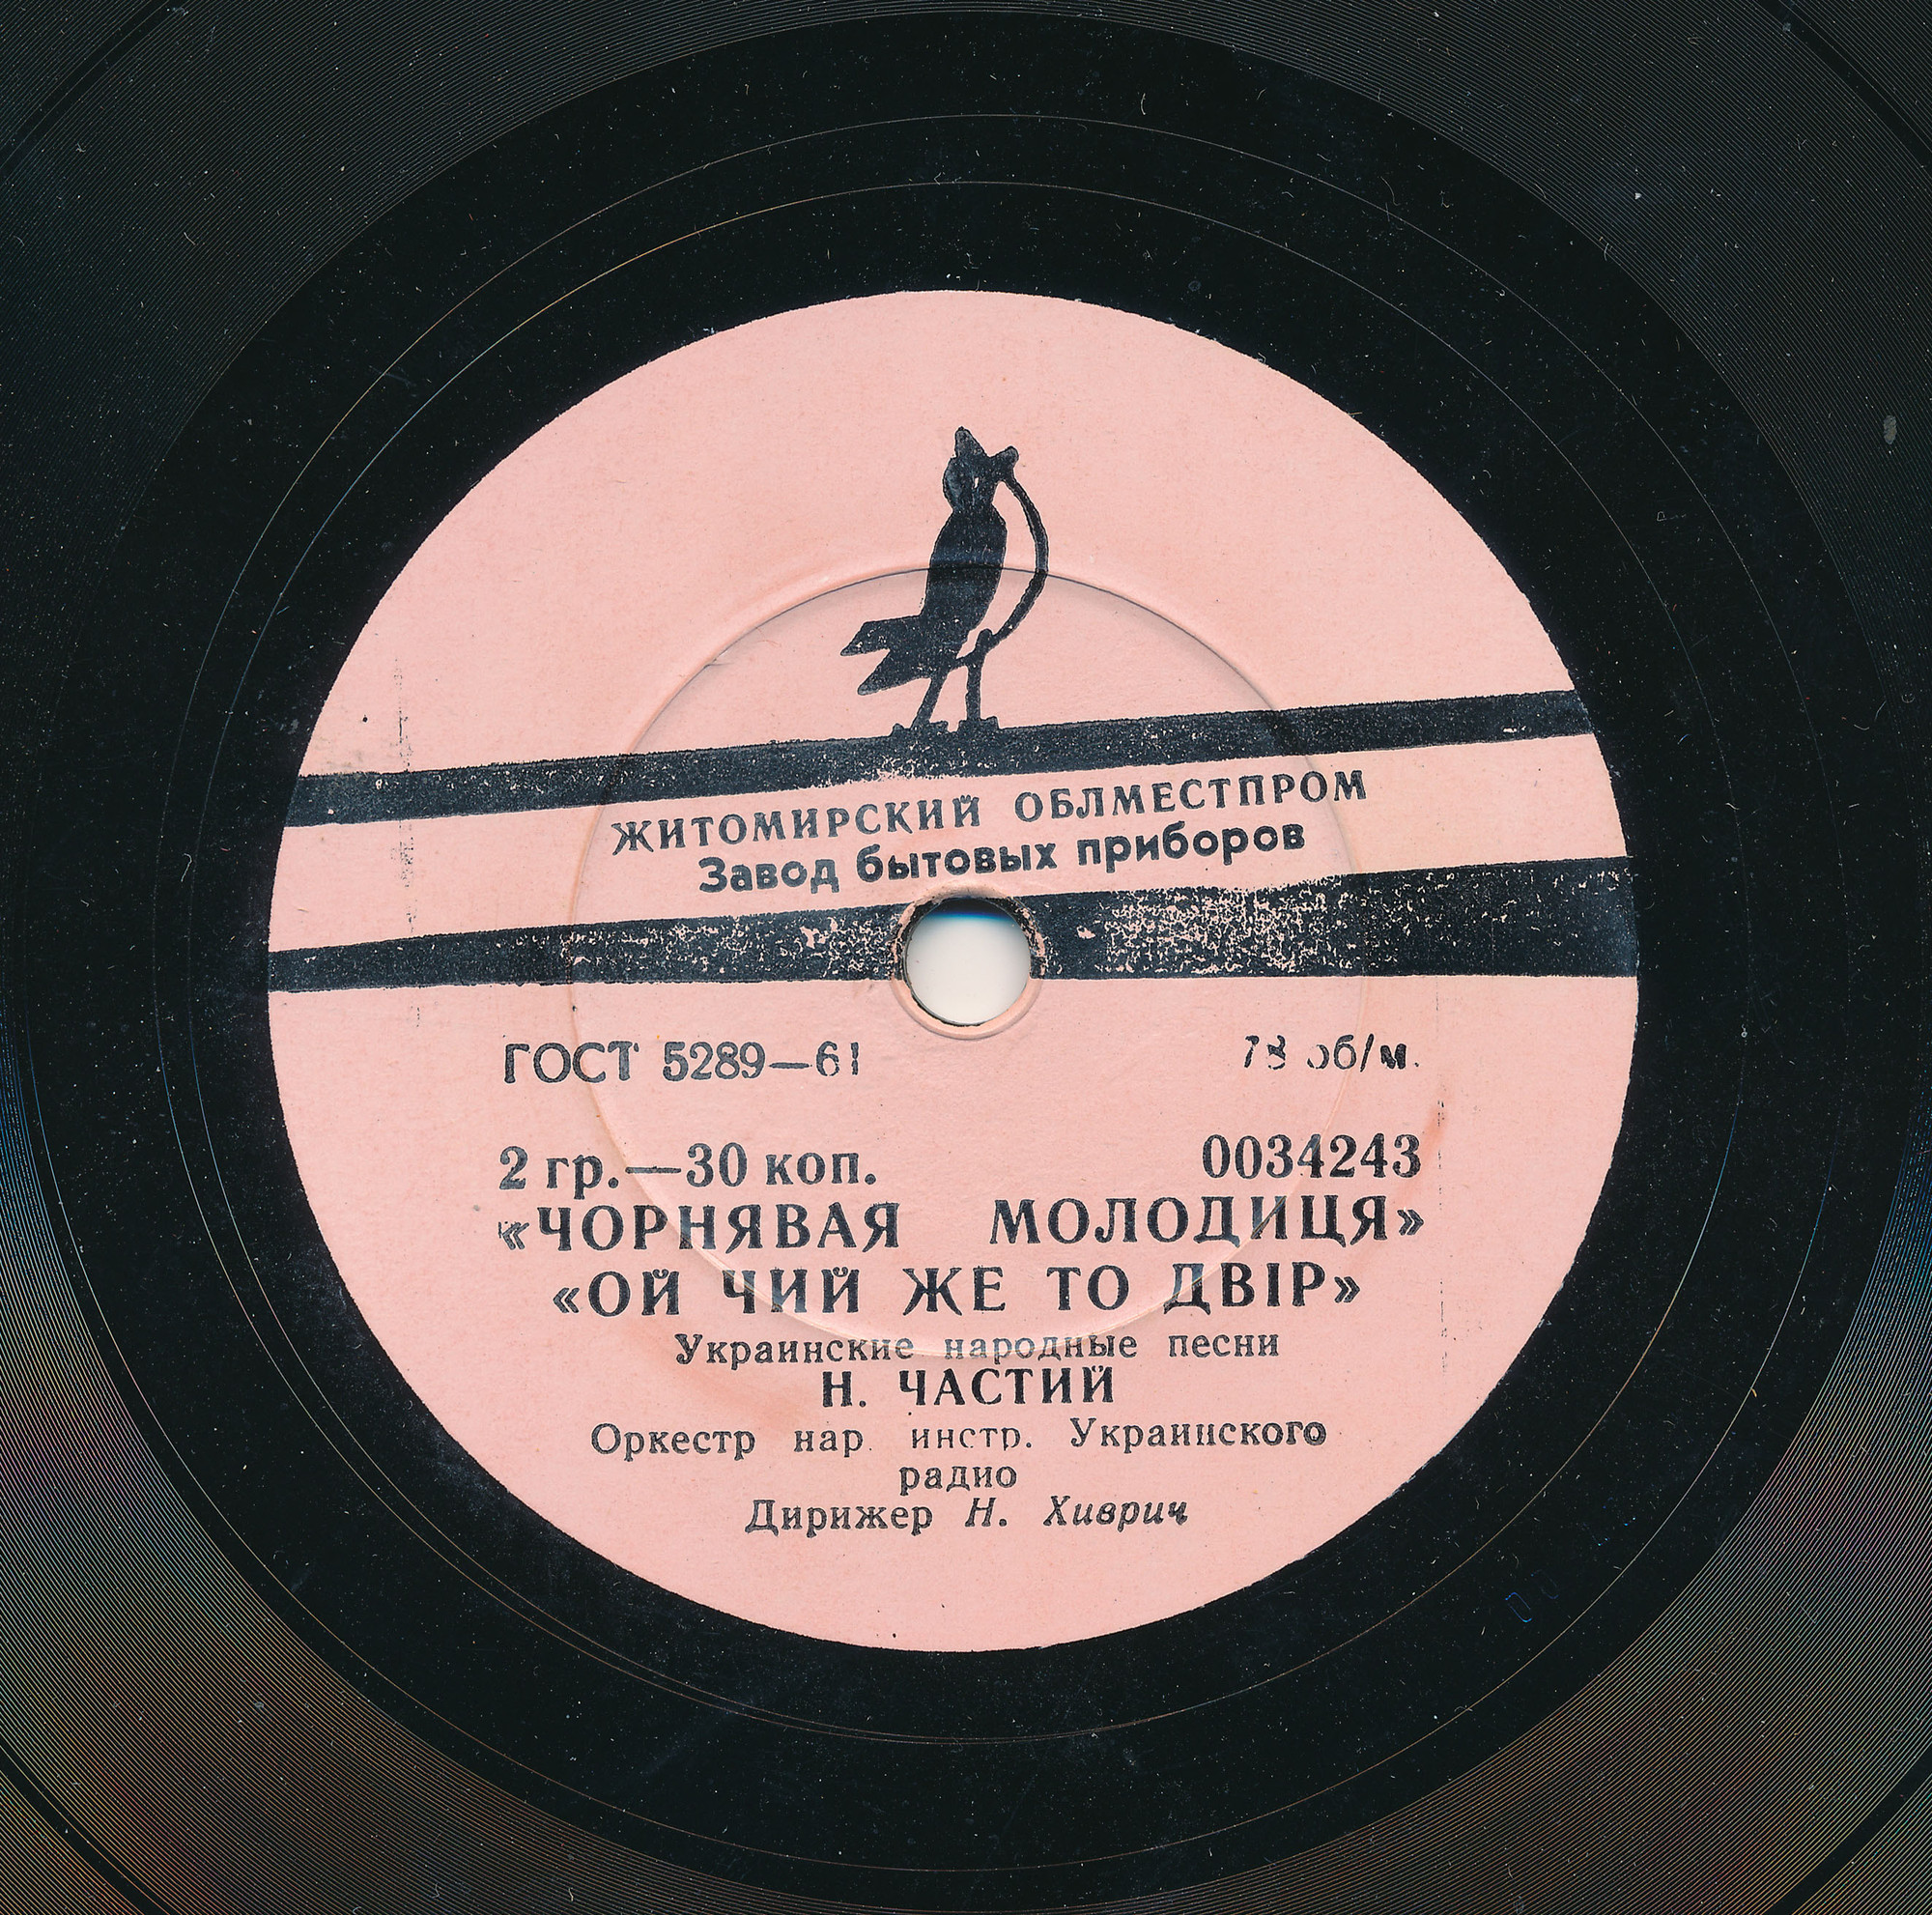 ЖИТОМИРСКИЙ ОБЛМЕСТПРОМ
Завод бытовых приборов
ГОСТ 5289—61 78 об/м.
2 гр.—30 коп. 0034243
«ЧОРНЯВАЯ МОЛОДИЦЯ»
«ОЙ ЧИЙ ЖЕ ТО ДВІР»
Украинские народные песни
Н. ЧАСТИЙ
Оркестр нар. инстр. Украинского
радио
Дирижер Н. Хиврич